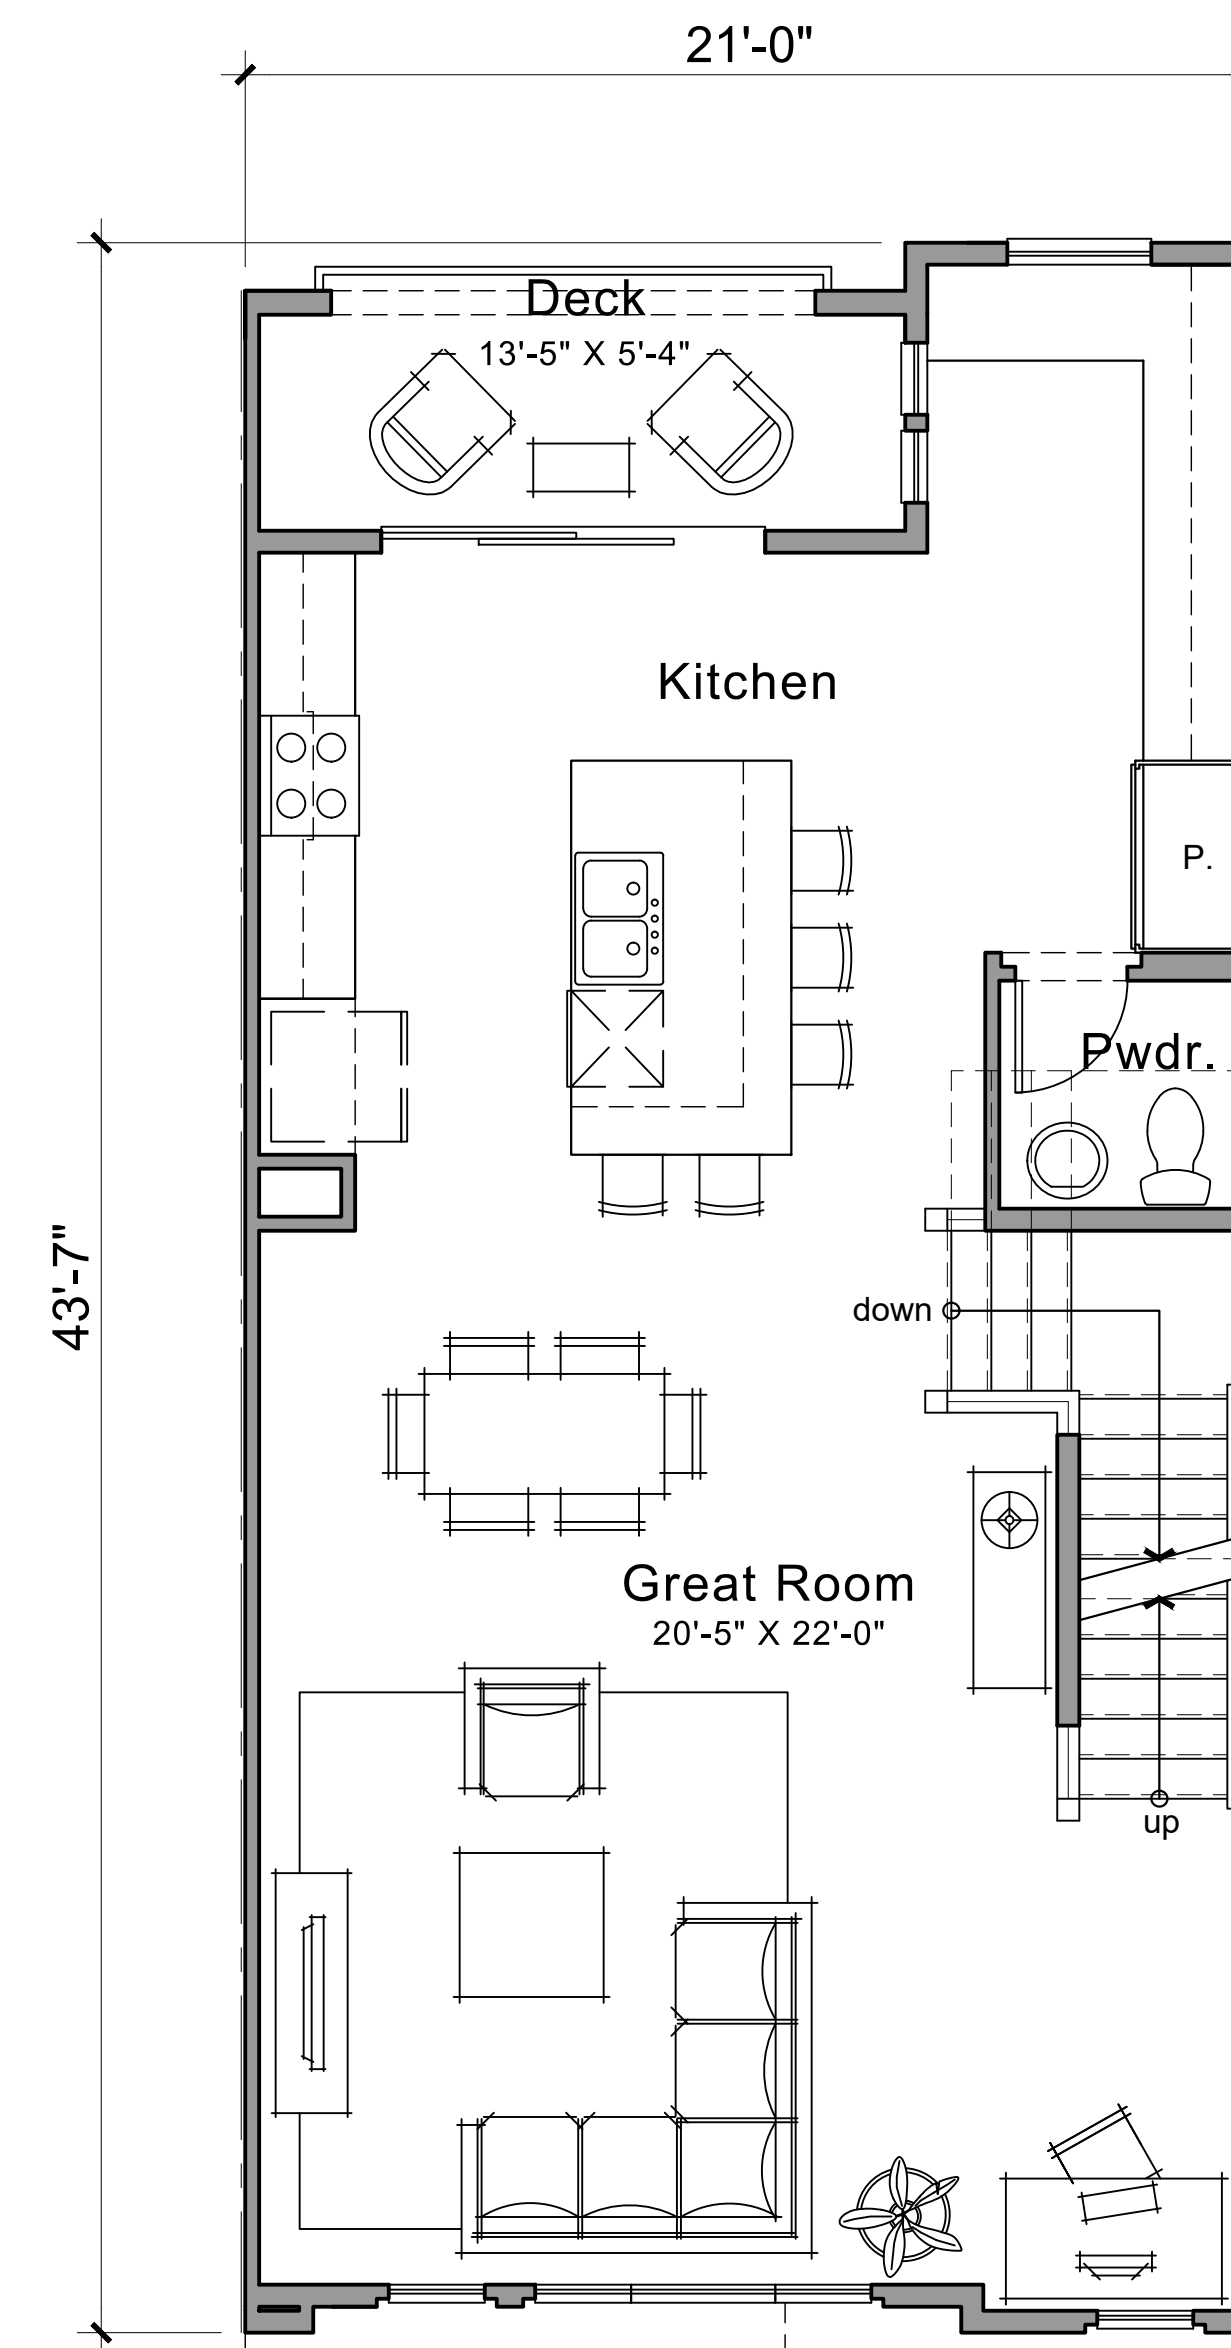 21'-0"
Deck
13'-5" X 5'-4"
Kitchen
P.
Pwdr.
43'-7"
down
Great Room
20'-5" X 22'-0"
up